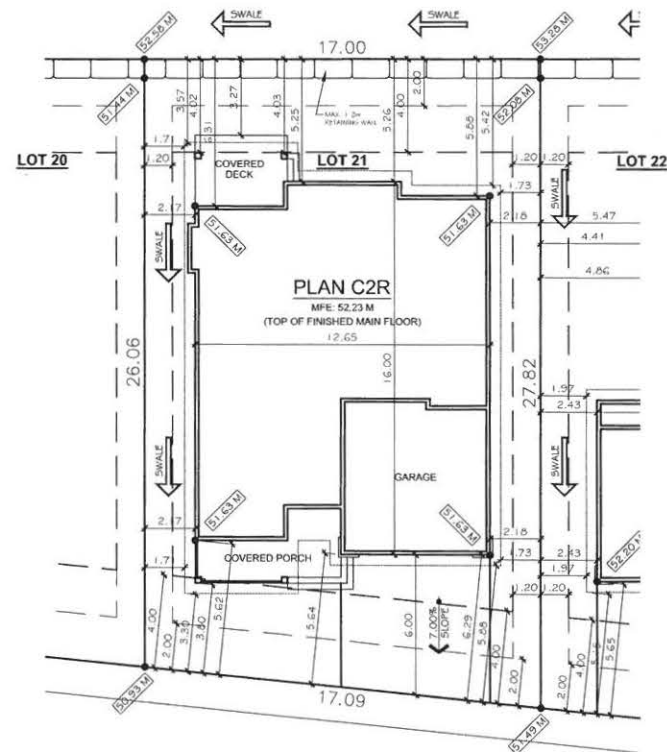 SWALE
SWALE
S
52.58 M
17.00
53.28 M
51.44 M
3.57
4.02
6.31
3.27
4.03
5.25
MAX. 1.2M
RETAINING WALL
5.26
4.00
2.00
5.88
5.42
52.08 M
LOT 20
1.71
1.20
COVERED
DECK
LOT 21
1.20
1.20
LOT 22
1.73
2.17
2.18
5.47
51.63 M
51.63 M
4.41
SWALE
SWALE
4.86
PLAN C2R
MFE: 52.23 M
(TOP OF FINISHED MAIN FLOOR)
12.65
16.00
26.06
27.82
1.97
2.43
SWALE
SWALE
GARAGE
51.63 M
51.63 M
2.17
2.18
COVERED PORCH
1.73
2.43
52.20 M
1.71
1.97
1.20
1.20
4.00
2.00
3.30
3.80
5.62
5.64
6.00
7.00%
SLOPE
6.29
5.88
4.00
2.00
2.00
4.00
5.65
50.93 M
17.09
51.49 M